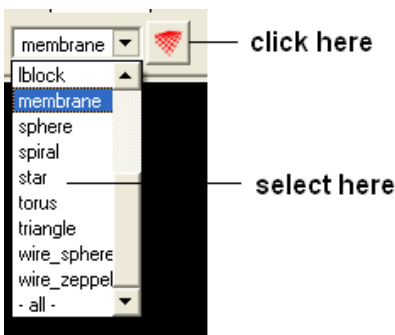 membrane
click here
lblock
membrane
sphere
spiral
star
select here
torus
triangle
wire_sphere
wire_zeppel
- all -